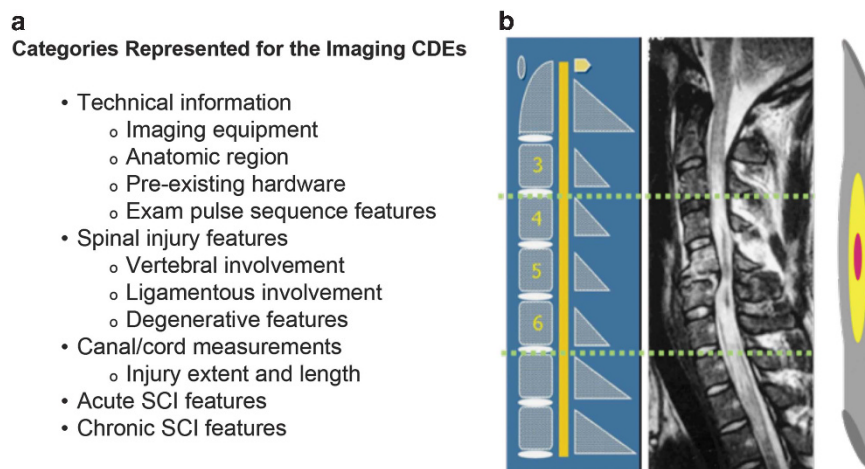 a
Categories Represented for the Imaging CDEs
• Technical information
o Imaging equipment
o Anatomic region
o Pre-existing hardware
o Exam pulse sequence features
• Spinal injury features
o Vertebral involvement
o Ligamentous involvement
o Degenerative features
• Canal/cord measurements
o Injury extent and length
• Acute SCI features
• Chronic SCI features
b
3
4
5
6